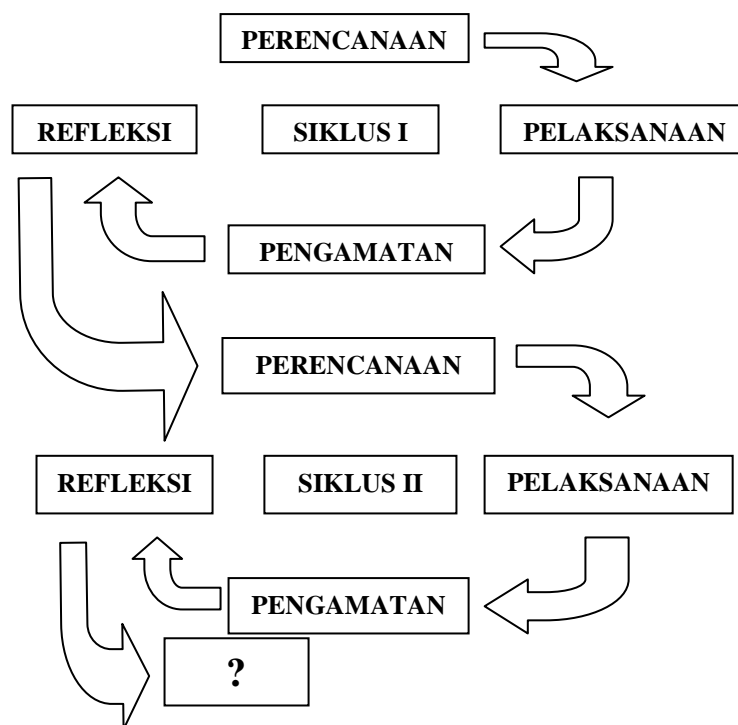 PERENCANAAN
REFLEKSI
SIKLUS I
PELAKSANAAN
PENGAMATAN
PERENCANAAN
REFLEKSI
SIKLUS II
PELAKSANAAN
PENGAMATAN
?